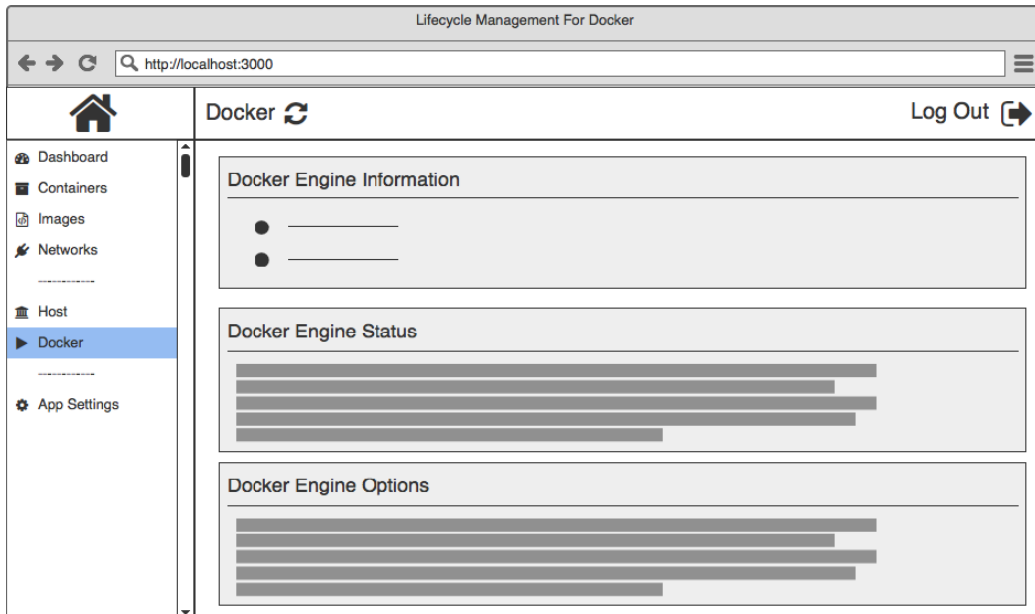 Lifecycle Management For Docker
http://localhost:3000
Docker
Log Out
Dashboard
Containers
Images
Networks
------------
Host
Docker
------------
App Settings
Docker Engine Information
Docker Engine Status
Docker Engine Options